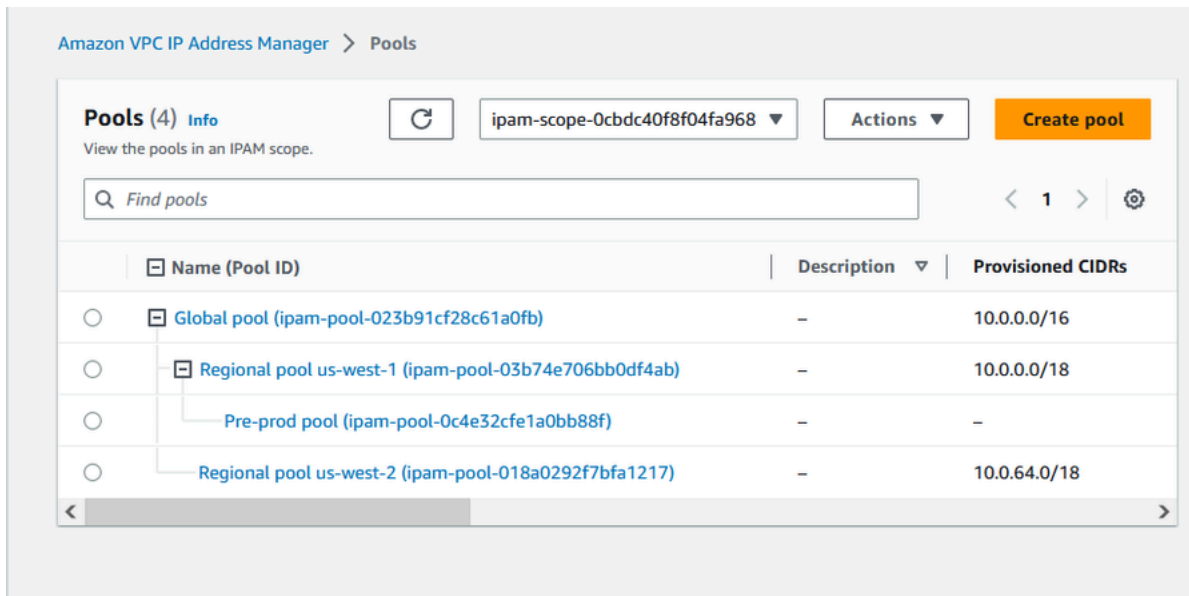 Amazon VPC IP Address Manager > Pools
Pools (4) Info
View the pools in an IPAM scope.
ipam-scope-0cbdc40f8f04fa968
Actions
Create pool
Find pools
1
Name (Pool ID) Description Provisioned CIDRs
Global pool (ipam-pool-023b91cf28c61a0fb) – 10.0.0.0/16
Regional pool us-west-1 (ipam-pool-03b74e706bb0df4ab) – 10.0.0.0/18
Pre-prod pool (ipam-pool-0c4e32cfe1a0bb88f) – –
Regional pool us-west-2 (ipam-pool-018a0292f7bfa1217) – 10.0.64.0/18